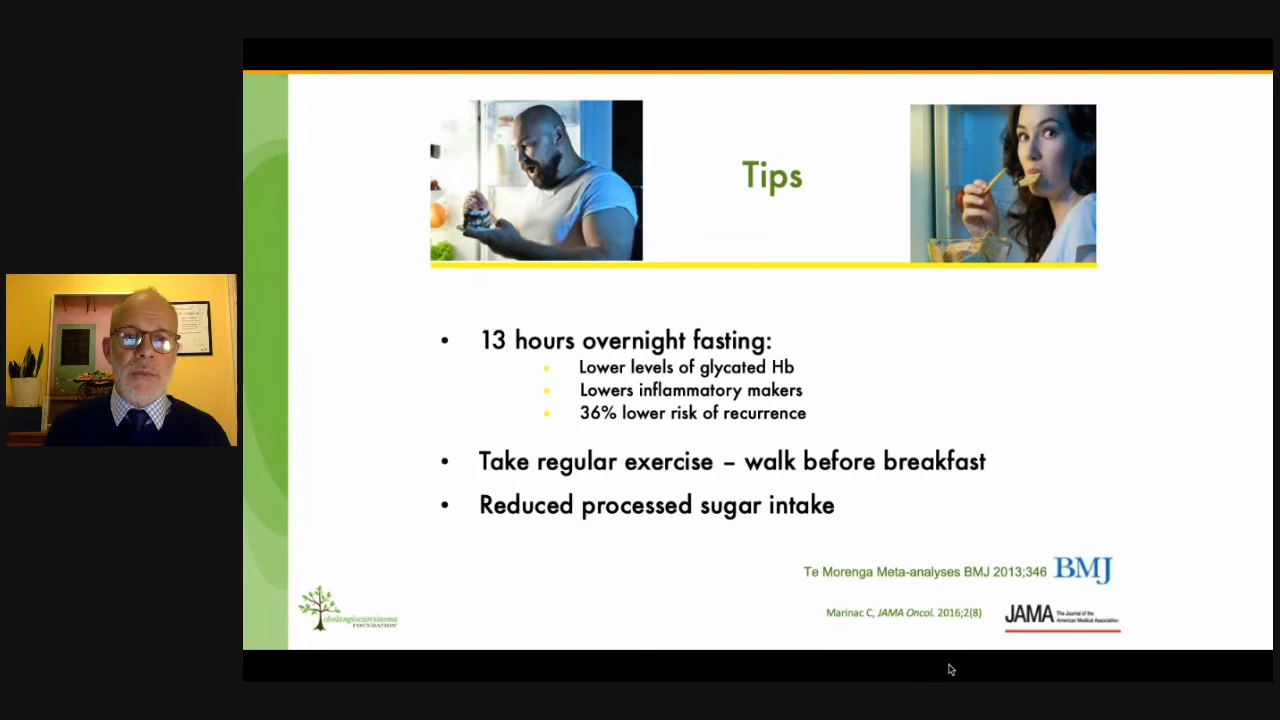 Tips
• 13 hours overnight fasting:
Lower levels of glycated Hb
Lowers inflammatory makers
36% lower risk of recurrence
• Take regular exercise – walk before breakfast
• Reduced processed sugar intake
Te Morenga Meta-analyses BMJ 2013;346 BMJ
Marinac C, JAMA Oncol. 2016;2(8)
JAMA The Journal of the
American Medical Association
cholangiocarcinoma
FOUNDATION